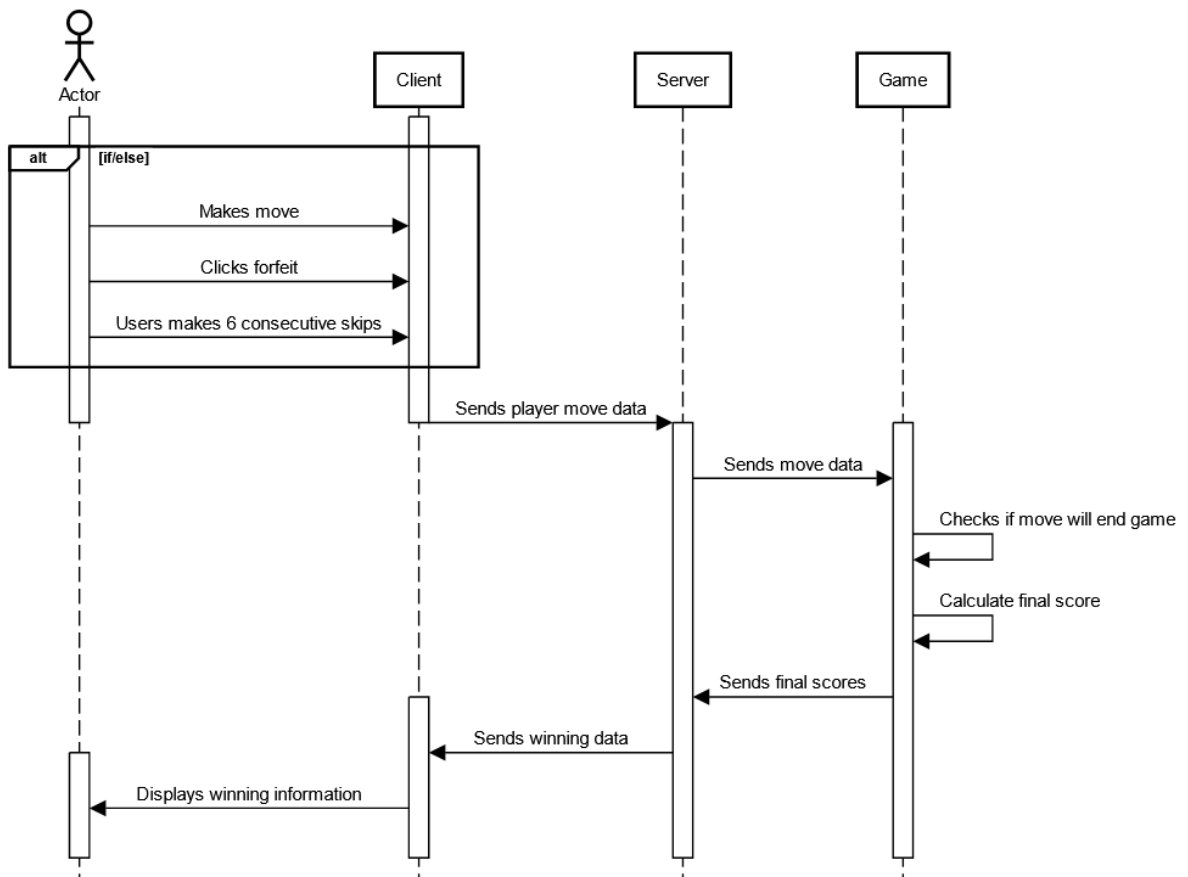 Actor
Client
Server
Game
alt
[if/else]
Makes move
Clicks forfeit
Users makes 6 consecutive skips
Sends player move data
Sends move data
Checks if move will end game
Calculate final score
Sends final scores
Sends winning data
Displays winning information